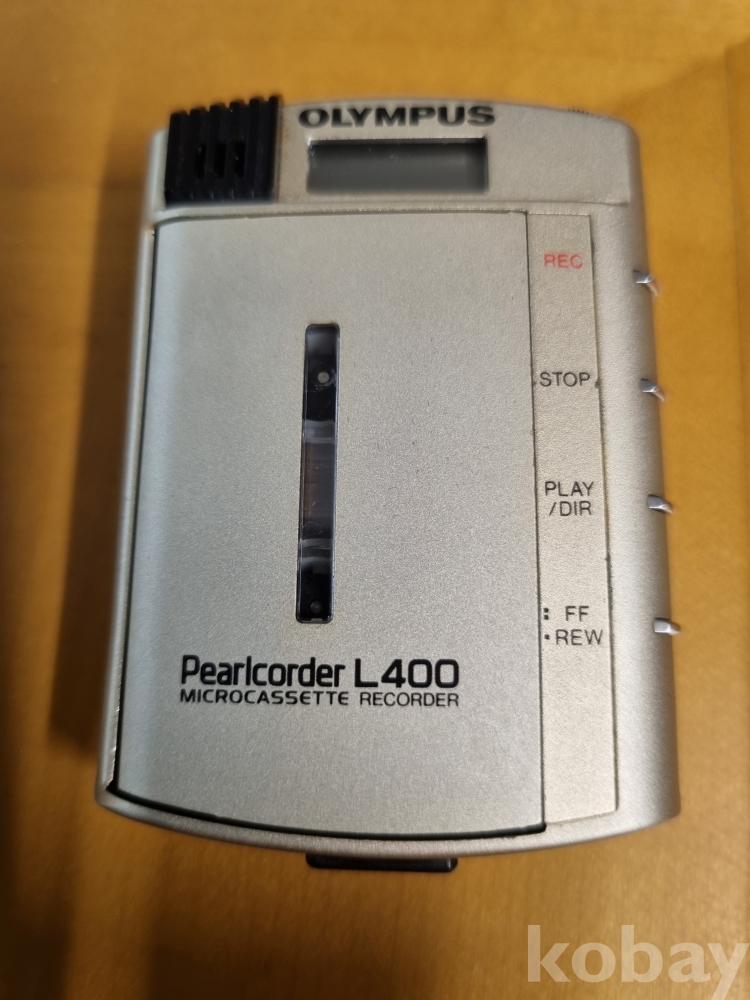 OLYMPUS
REC
STOP
PLAY
/DIR
: FF
· REW
Pearlcorder L400
MICROCASSETTE RECORDER
kobay